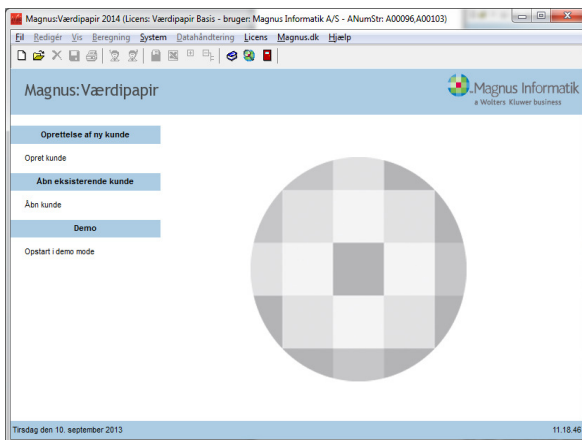 Magnus:Værdipapir 2014 (Licens: Værdipapir Basis - bruger: Magnus Informatik A/S - ANumStr: A00096,A00103)
Fil Redigér Vis Beregning System Datahåndtering Licens Magnus.dk Hjælp
Magnus:Værdipapir
Magnus Informatik
a Wolters Kluwer business
Oprettelse af ny kunde
Opret kunde
Åbn eksisterende kunde
Åbn kunde
Demo
Opstart i demo mode
Tirsdag den 10. september 2013
11.18.46